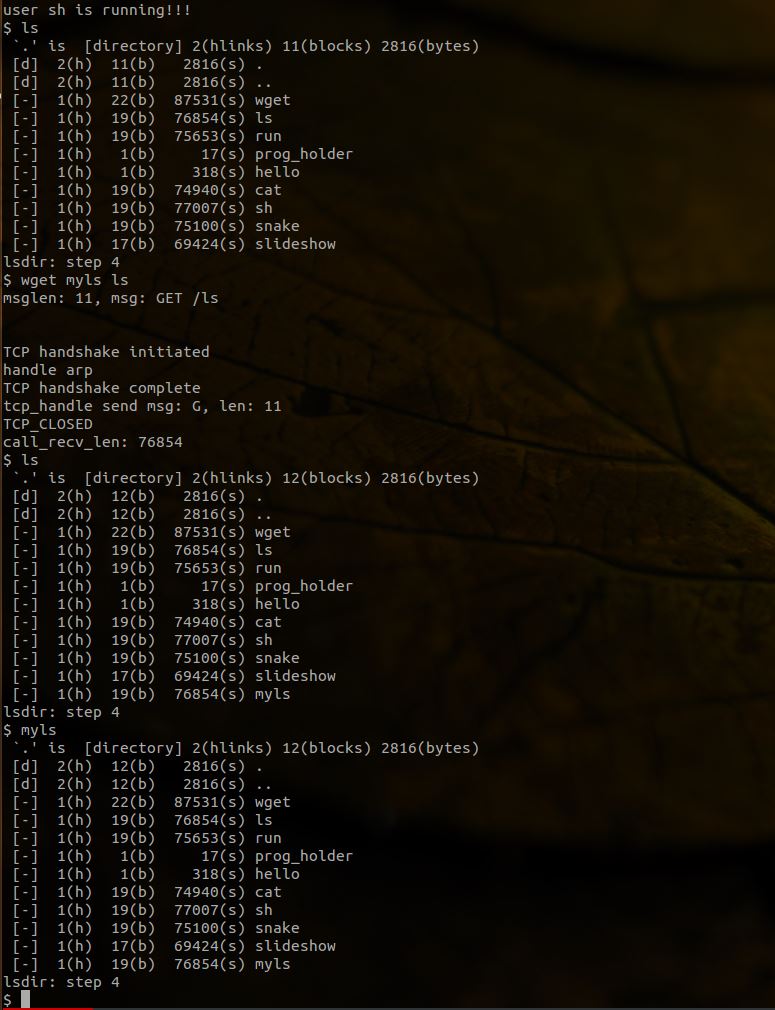 user sh is running!!!
$ ls
 `.' is  [directory] 2(hlinks) 11(blocks) 2816(bytes)
 [d]  2(h)  11(b)   2816(s) .
 [d]  2(h)  11(b)   2816(s) ..
 [-]  1(h)  22(b)  87531(s) wget
 [-]  1(h)  19(b)  76854(s) ls
 [-]  1(h)  19(b)  75653(s) run
 [-]  1(h)   1(b)     17(s) prog_holder
 [-]  1(h)   1(b)    318(s) hello
 [-]  1(h)  19(b)  74940(s) cat
 [-]  1(h)  19(b)  77007(s) sh
 [-]  1(h)  19(b)  75100(s) snake
 [-]  1(h)  17(b)  69424(s) slideshow
lsdir: step 4
$ wget myls ls
msglen: 11, msg: GET /ls
TCP handshake initiated
handle arp
TCP handshake complete
tcp_handle send msg: G, len: 11
TCP_CLOSED
call_recv_len: 76854
$ ls
 `.' is  [directory] 2(hlinks) 12(blocks) 2816(bytes)
 [d]  2(h)  12(b)   2816(s) .
 [d]  2(h)  12(b)   2816(s) ..
 [-]  1(h)  22(b)  87531(s) wget
 [-]  1(h)  19(b)  76854(s) ls
 [-]  1(h)  19(b)  75653(s) run
 [-]  1(h)   1(b)     17(s) prog_holder
 [-]  1(h)   1(b)    318(s) hello
 [-]  1(h)  19(b)  74940(s) cat
 [-]  1(h)  19(b)  77007(s) sh
 [-]  1(h)  19(b)  75100(s) snake
 [-]  1(h)  17(b)  69424(s) slideshow
 [-]  1(h)  19(b)  76854(s) myls
lsdir: step 4
$ myls
 `.' is  [directory] 2(hlinks) 12(blocks) 2816(bytes)
 [d]  2(h)  12(b)   2816(s) .
 [d]  2(h)  12(b)   2816(s) ..
 [-]  1(h)  22(b)  87531(s) wget
 [-]  1(h)  19(b)  76854(s) ls
 [-]  1(h)  19(b)  75653(s) run
 [-]  1(h)   1(b)     17(s) prog_holder
 [-]  1(h)   1(b)    318(s) hello
 [-]  1(h)  19(b)  74940(s) cat
 [-]  1(h)  19(b)  77007(s) sh
 [-]  1(h)  19(b)  75100(s) snake
 [-]  1(h)  17(b)  69424(s) slideshow
 [-]  1(h)  19(b)  76854(s) myls
lsdir: step 4
$